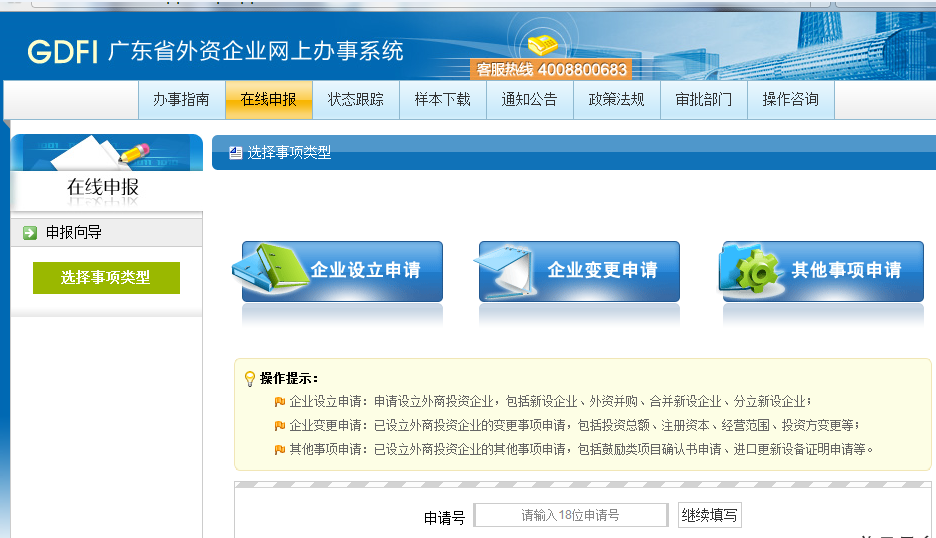 GDFI 广东省外资企业网上办事系统
客服热线 4008800683
办事指南 在线申报 状态跟踪 样本下载 通知公告 政策法规 审批部门 操作咨询
在线申报
选择事项类型
申报向导
选择事项类型
企业设立申请 企业变更申请 其他事项申请
操作提示：
企业设立申请：申请设立外商投资企业，包括新设企业、外资并购、合并新设企业、分立新设企业；
企业变更申请：已设立外商投资企业的变更事项申请，包括投资总额、注册资本、经营范围、投资方变更等；
其他事项申请：已设立外商投资企业的其他事项申请，包括鼓励类项目确认书申请、进口更新设备证明申请等。
申请号 请输入18位申请号 继续填写